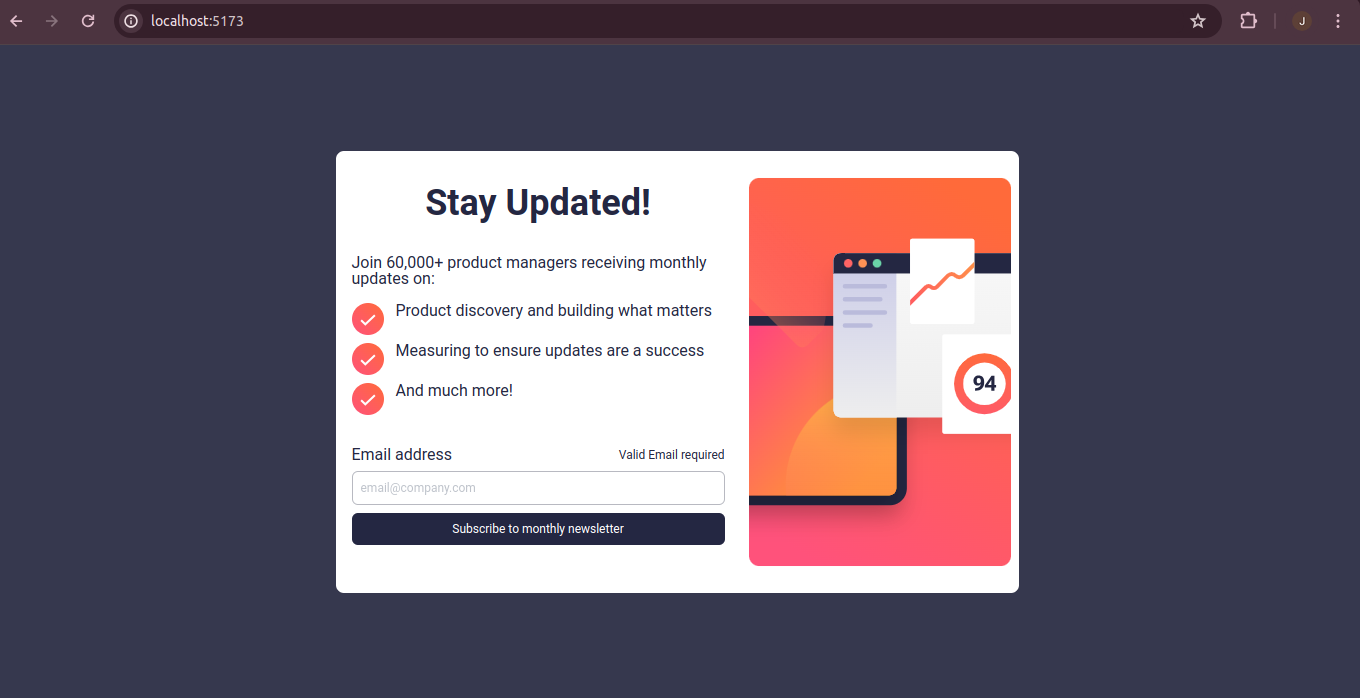 localhost:5173
J
Stay Updated!
Join 60,000+ product managers receiving monthly
updates on:
Product discovery and building what matters
Measuring to ensure updates are a success
And much more!
Email address
Valid Email required
email@company.com
Subscribe to monthly newsletter
94